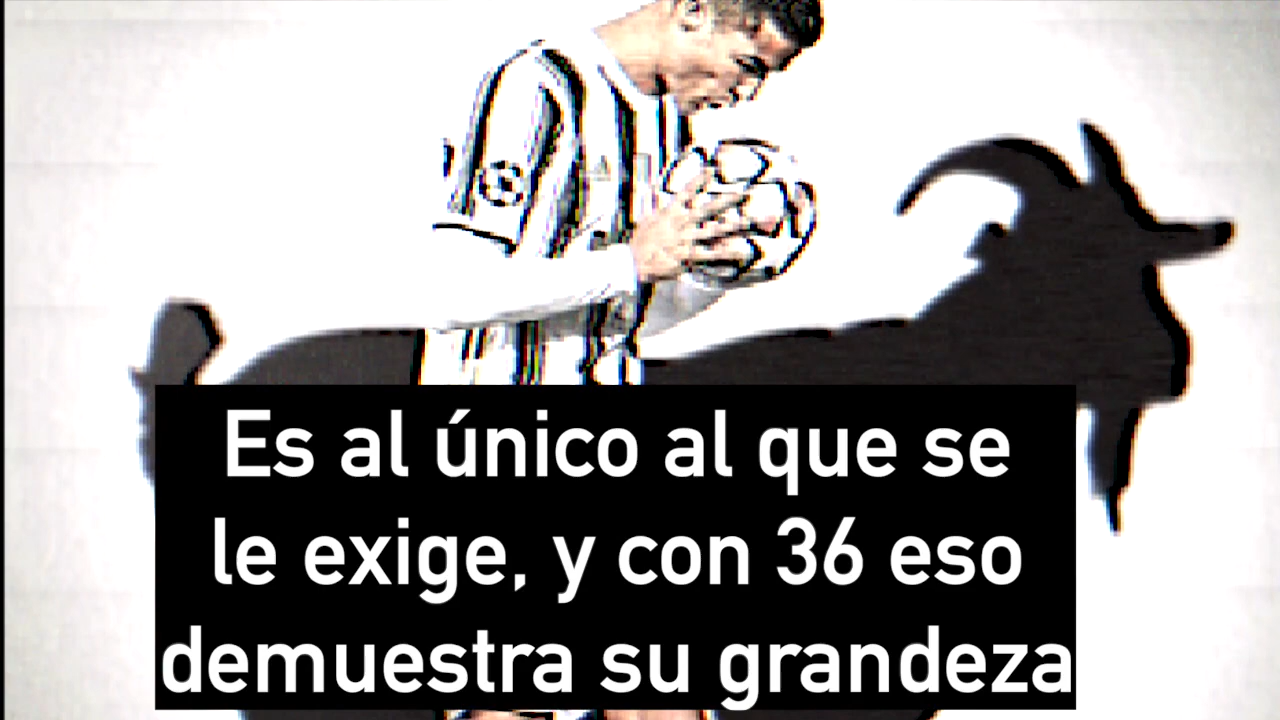 Es al único al que se
le exige, y con 36 eso
demuestra su grandeza